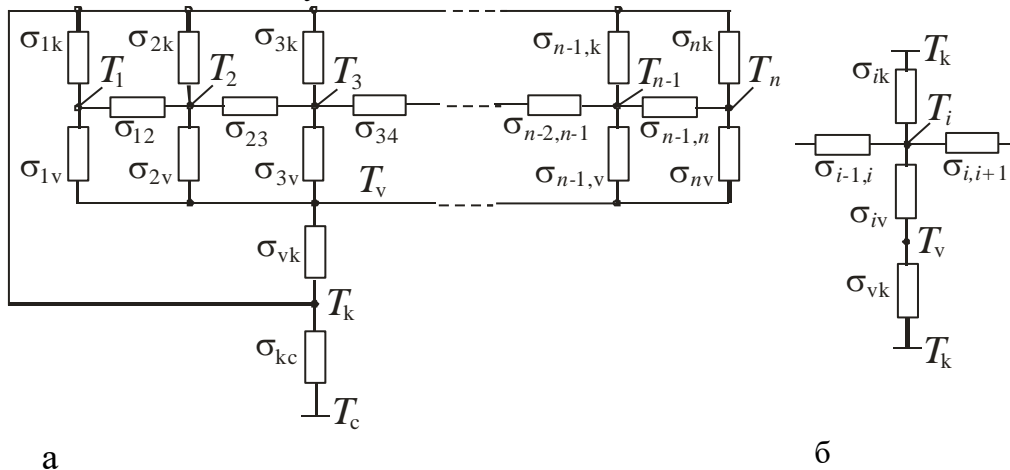 σ1k σ2k σ3k σn-1,k σnk
T1 T2 T3 Tn-1 Tn
σ12 σ23 σ34 σn-2,n-1 σn-1,n
σ1v σ2v σ3v Tv σn-1,v σnv
σvk
Tk
σkc
Tc
а
Tk
σik
Ti
σi-1,i σi,i+1
σiv
Tv
σvk
Tk
б